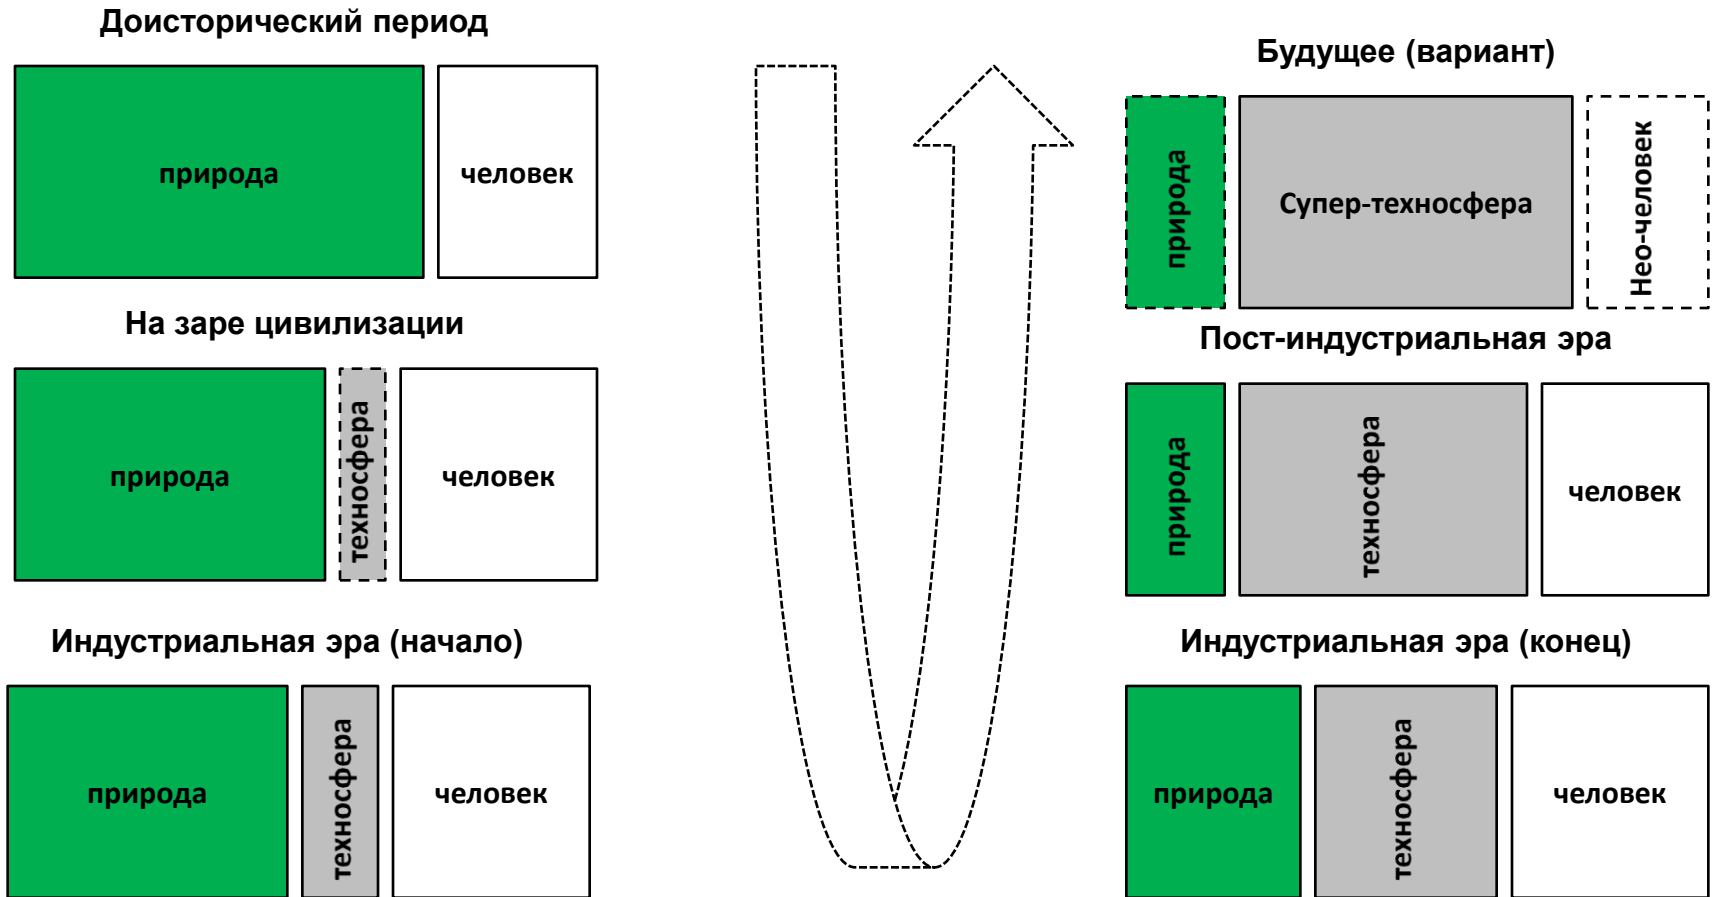 Доисторический период
природа
человек
На заре цивилизации
природа
техносфера
человек
Индустриальная эра (начало)
природа
техносфера
человек
Будущее (вариант)
природа
Супер-техносфера
Нео-человек
Пост-индустриальная эра
природа
техносфера
человек
Индустриальная эра (конец)
природа
техносфера
человек